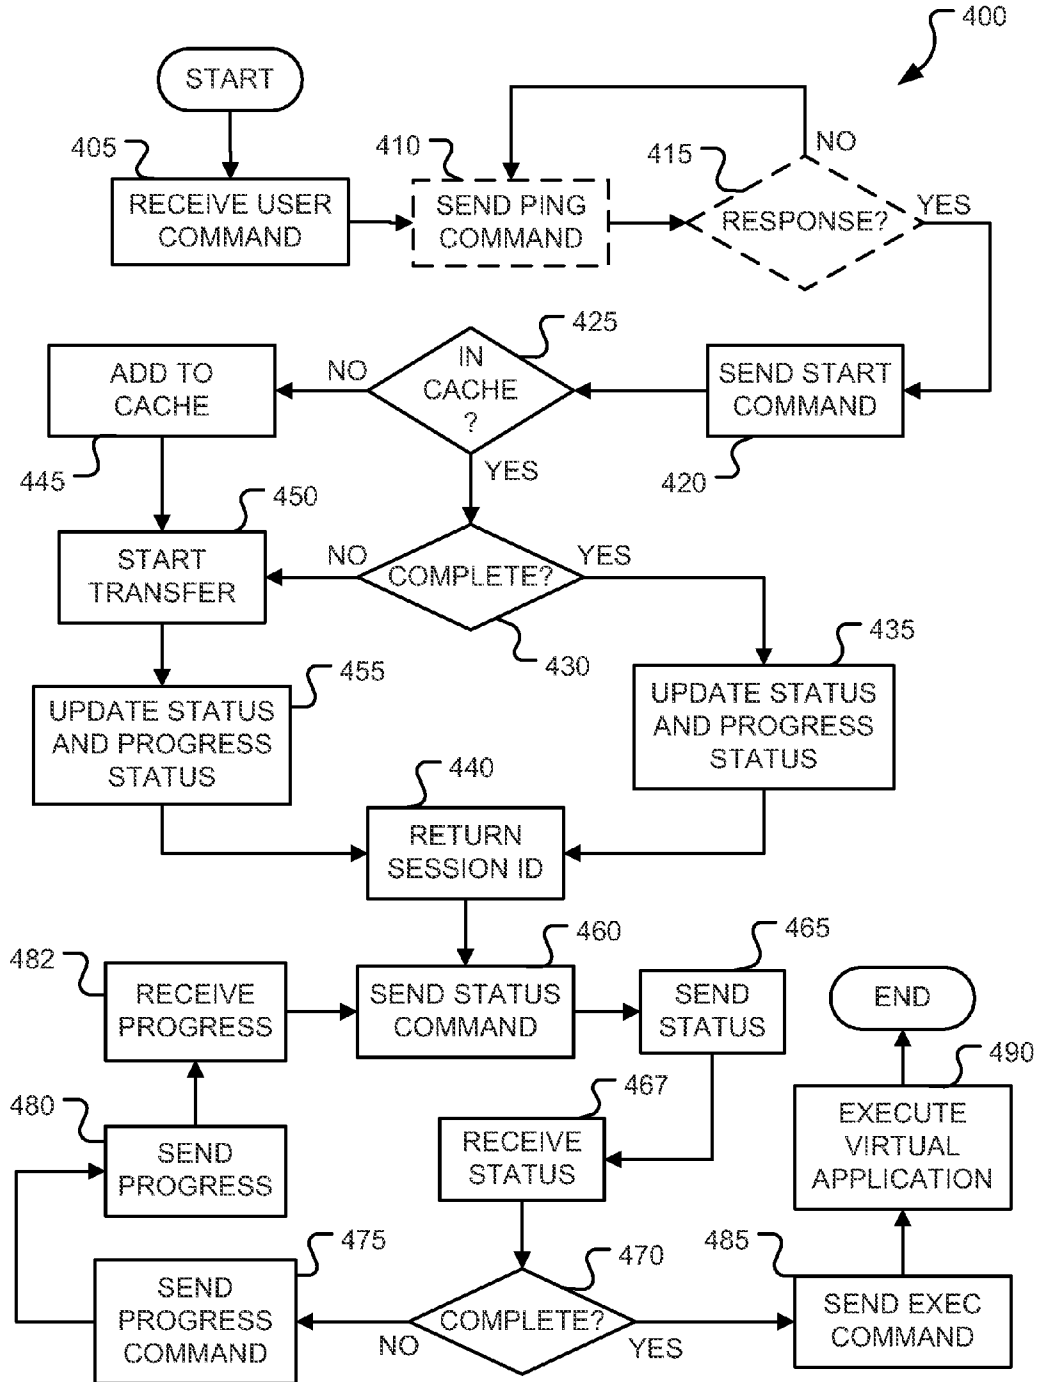 400
START
405
RECEIVE USER
COMMAND
410
SEND PING
COMMAND
415
RESPONSE?
NO
YES
425
IN
CACHE
?
NO
YES
ADD TO
CACHE
445
SEND START
COMMAND
420
450
START
TRANSFER
NO
COMPLETE?
YES
430
435
UPDATE STATUS
AND PROGRESS
STATUS
455
UPDATE STATUS
AND PROGRESS
STATUS
440
RETURN
SESSION ID
482
RECEIVE
PROGRESS
460
SEND STATUS
COMMAND
465
SEND
STATUS
END
490
EXECUTE
VIRTUAL
APPLICATION
467
RECEIVE
STATUS
480
SEND
PROGRESS
475
SEND
PROGRESS
COMMAND
470
COMPLETE?
NO
YES
485
SEND EXEC
COMMAND